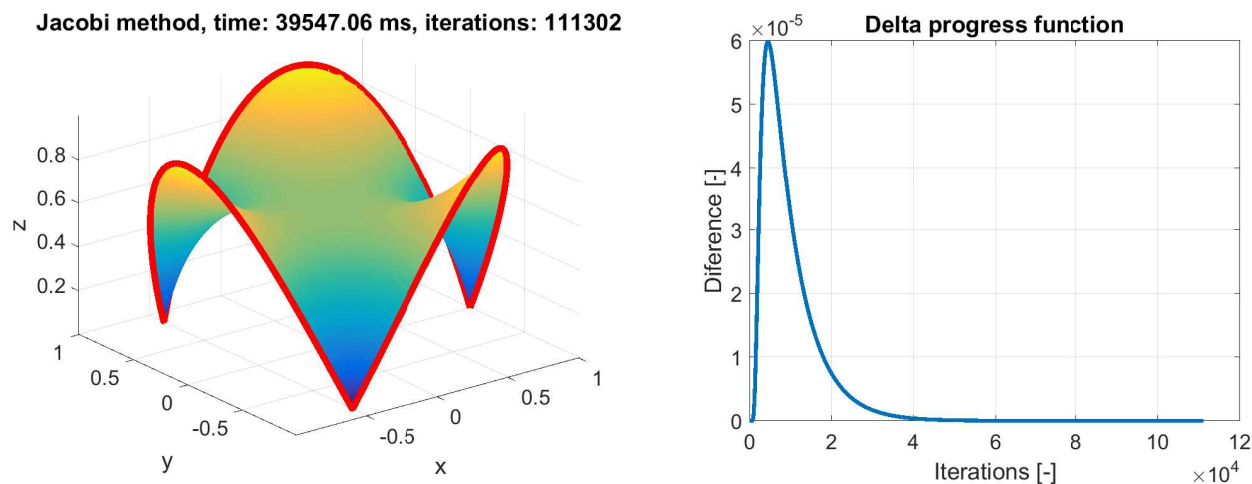 Jacobi method, time: 39547.06 ms, iterations: 111302
0.8
0.6
0.4
0.2
z
1
0.5
0
-0.5
y
-0.5
0
0.5
1
x
Delta progress function
×10-5
6
5
4
3
2
1
0
Diference [-]
0 2 4 6 8 10 12
Iterations [-]
×104